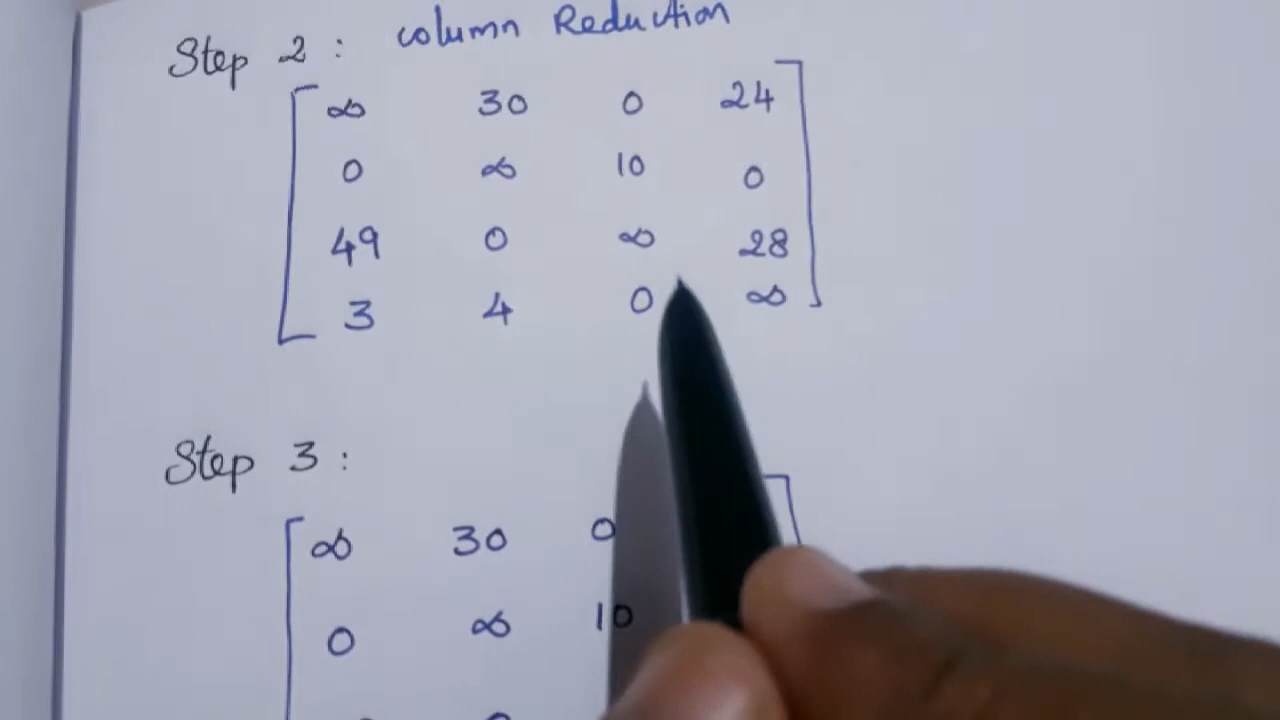 Step 2 : column Reduction
∞ 30 0 24
0 ∞ 10 0
49 0 ∞ 28
3 4 0 ∞
Step 3 :
∞ 30 0
0 ∞ 10